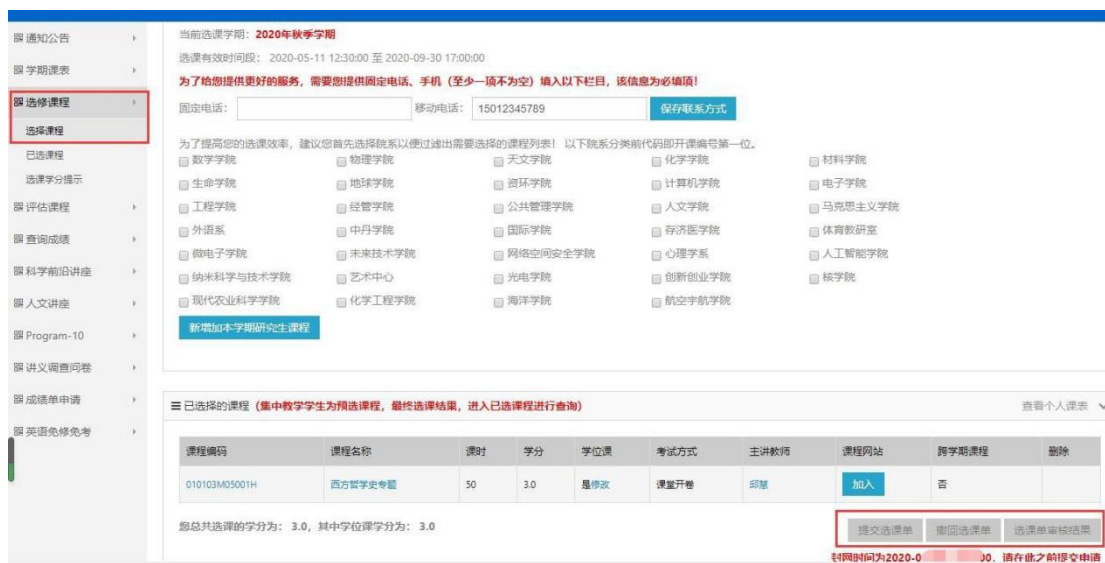 通知公告
学期课表
选修课程
选择课程
已选课程
选课学分提示
评估课程
查询成绩
科学前沿讲座
人文讲座
Program-10
讲义调查问卷
成绩单申请
英语免修免考
当前选课学期：2020年秋季学期
选课有效时间段： 2020-05-11 12:30:00 至 2020-09-30 17:00:00
为了给您提供更好的服务，需要您提供固定电话、手机（至少一项不为空）填入以下栏目，该信息为必填项！
固定电话： 移动电话： 15012345789 保存联系方式
为了提高您的选课效率，建议您首先选择院系以便过滤出需要选择的课程列表！ 以下院系分类前代码即开课编号第一位。
数学学院 物理学院 天文学院 化学学院 材料学院
生命学院 地球学院 资环学院 计算机学院 电子学院
工程学院 经管学院 公共管理学院 人文学院 马克思主义学院
外语系 中丹学院 国际学院 存济医学院 体育教研室
微电子学院 未来技术学院 网络空间安全学院 心理学系 人工智能学院
纳米科学与技术学院 艺术中心 光电学院 创新创业学院 核学院
现代农业科学学院 化学工程学院 海洋学院 航空宇航学院
新增加本学期研究生课程
已选择的课程（集中教学学生为预选课程，最终选课结果，进入已选课程进行查询） 查看个人课表
课程编码 课程名称 课时 学分 学位课 考试方式 主讲教师 课程网站 跨学期课程 删除
010103M05001H 西方哲学史专题 50 3.0 是修改 课堂开卷 邱慧 加入 否
您总共选课的学分为： 3.0，其中学位课学分为： 3.0
提交选课单 撤回选课单 选课单审核结果
封网时间为2020-0 00，请在此之前提交申请